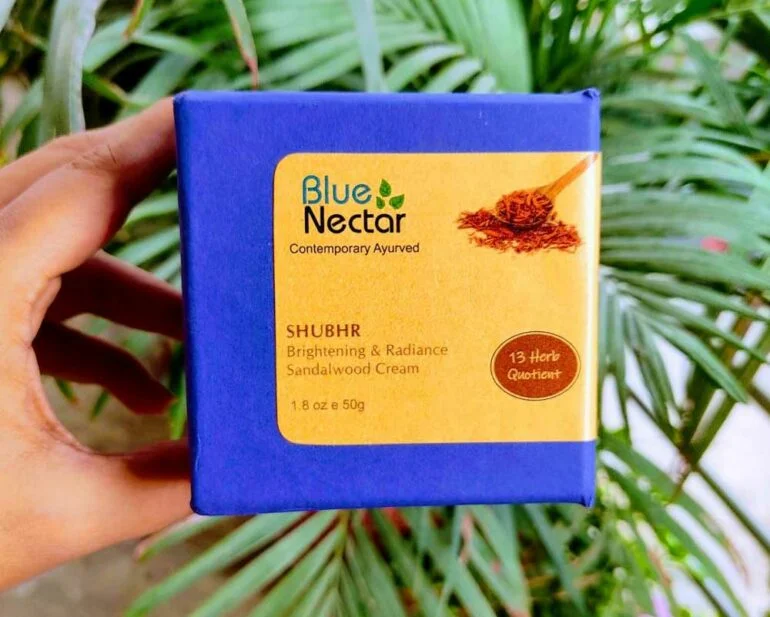 Blue
Nectar
Contemporary Ayurved
SHUBHR
Brightening & Radiance
Sandalwood Cream
13 Herb
Quotient
1.8 oz e 50g